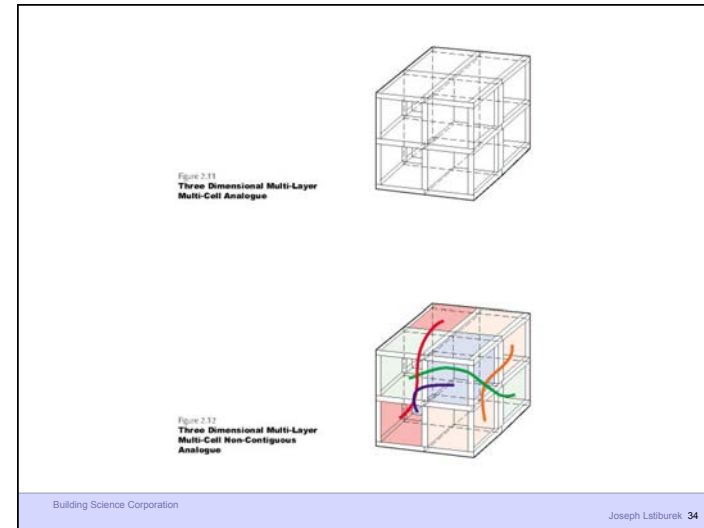 Figure 2.11
Three Dimensional Multi-Layer
Multi-Cell Analogue
Figure 2.12
Three Dimensional Multi-Layer
Multi-Cell Non-Contiguous
Analogue
Building Science Corporation
Joseph Lstiburek 34